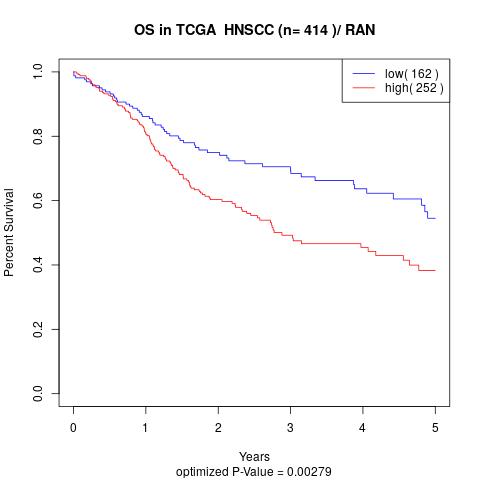 OS in TCGA  HNSCC (n= 414 )/ RAN
low( 162 )
high( 252 )
Percent Survival
1.0
0.8
0.6
0.4
0.2
0.0
0 1 2 3 4 5
Years
optimized P-Value = 0.00279